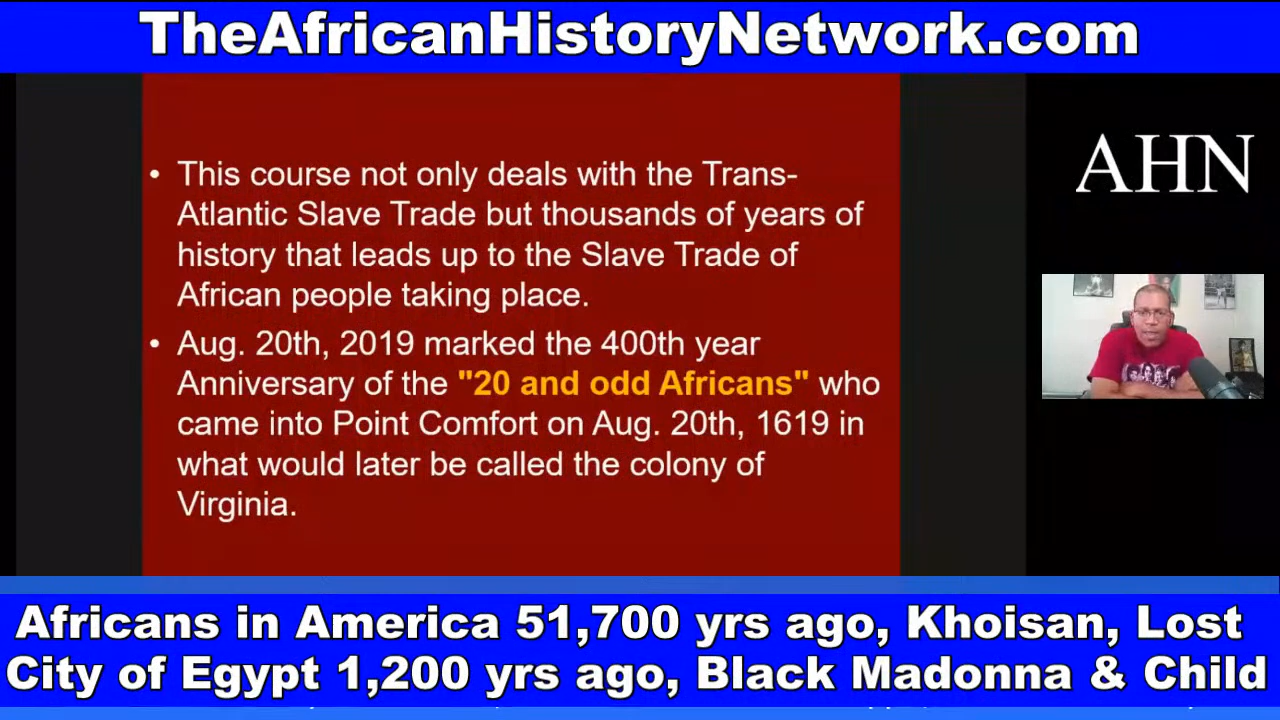 TheAfricanHistoryNetwork.com
AHN
• This course not only deals with the Trans-
Atlantic Slave Trade but thousands of years of
history that leads up to the Slave Trade of
African people taking place.
• Aug. 20th, 2019 marked the 400th year
Anniversary of the "20 and odd Africans" who
came into Point Comfort on Aug. 20th, 1619 in
what would later be called the colony of
Virginia.
Africans in America 51,700 yrs ago, Khoisan, Lost
City of Egypt 1,200 yrs ago, Black Madonna & Child